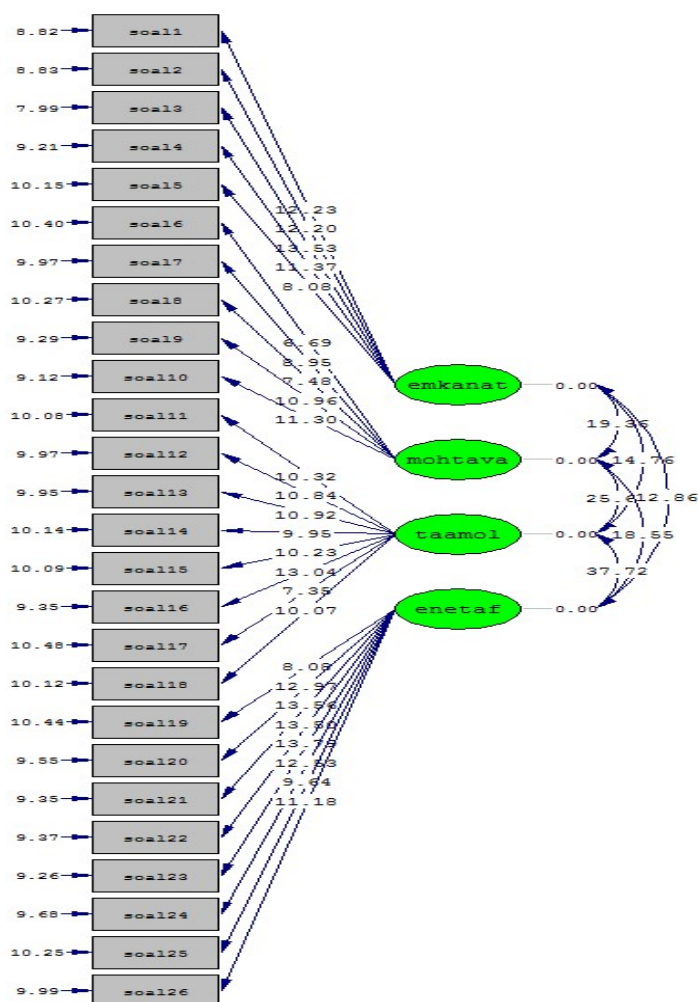 8.82 soal1
8.83 soal2
7.99 soal3
9.21 soal4
10.15 soal5
10.40 soal6
9.97 soal7
10.27 soal8
9.29 soal9
9.12 soal10
10.08 soal11
9.97 soal12
9.95 soal13
10.14 soal14
10.09 soal15
9.35 soal16
10.48 soal17
10.12 soal18
10.44 soal19
9.55 soal20
9.35 soal21
9.37 soal22
9.26 soal23
9.68 soal24
10.25 soal25
9.99 soal26
12.23
12.20
13.53
11.37
8.08
6.69
8.95
7.48
10.96
11.30
10.32
10.84
10.92
9.95
10.23
13.04
7.35
10.07
8.08
12.97
13.56
13.50
12.53
9.64
11.18
emkanat 0.00
mohtava 0.00
taamol 0.00
enetaf 0.00
19.36
14.76
12.86
18.55
37.72